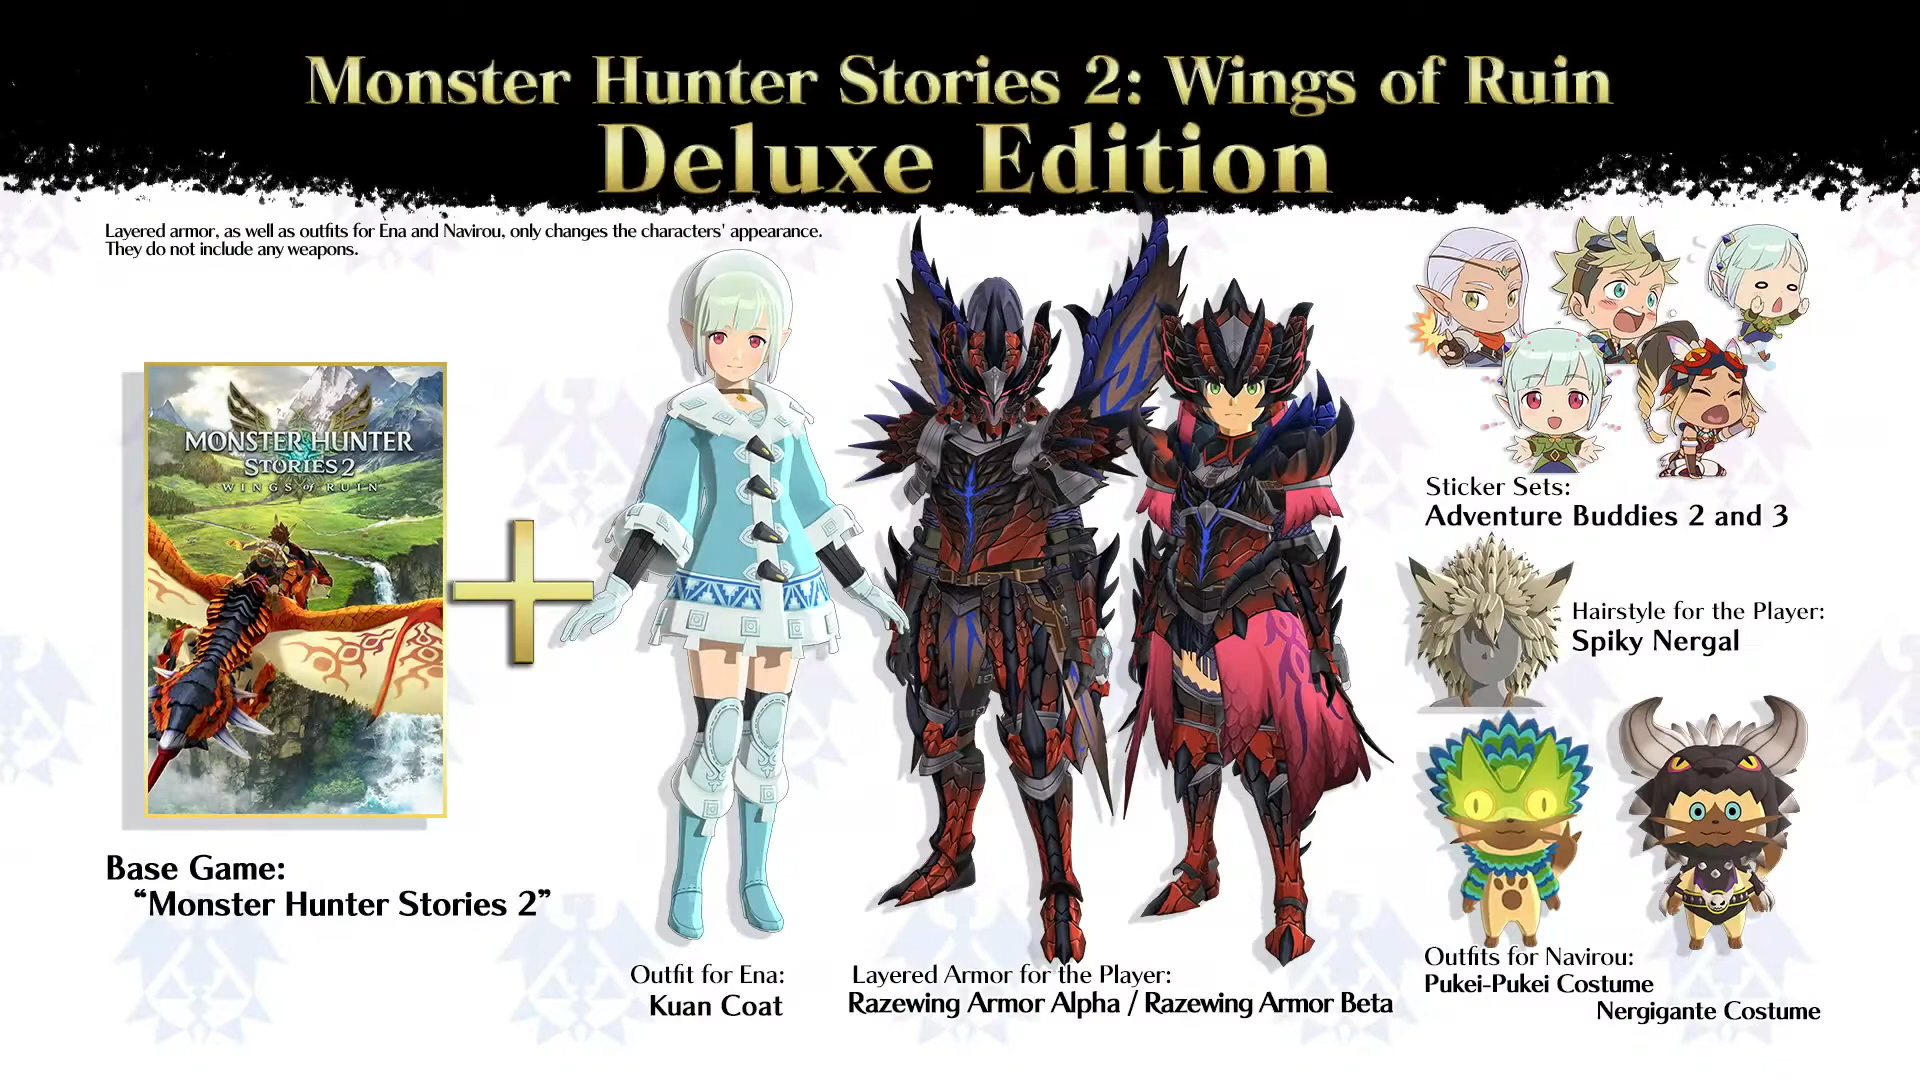 Monster Hunter Stories 2: Wings of Ruin
Deluxe Edition
Layered armor, as well as outfits for Ena and Navirou, only changes the characters' appearance.
They do not include any weapons.
MONSTER HUNTER
STORIES 2
WINGS of RUIN
Base Game:
“Monster Hunter Stories 2”
Outfit for Ena:
Kuan Coat
Layered Armor for the Player:
Razewing Armor Alpha / Razewing Armor Beta
Sticker Sets:
Adventure Buddies 2 and 3
Hairstyle for the Player:
Spiky Nergal
Outfits for Navirou:
Pukei-Pukei Costume
Nergigante Costume